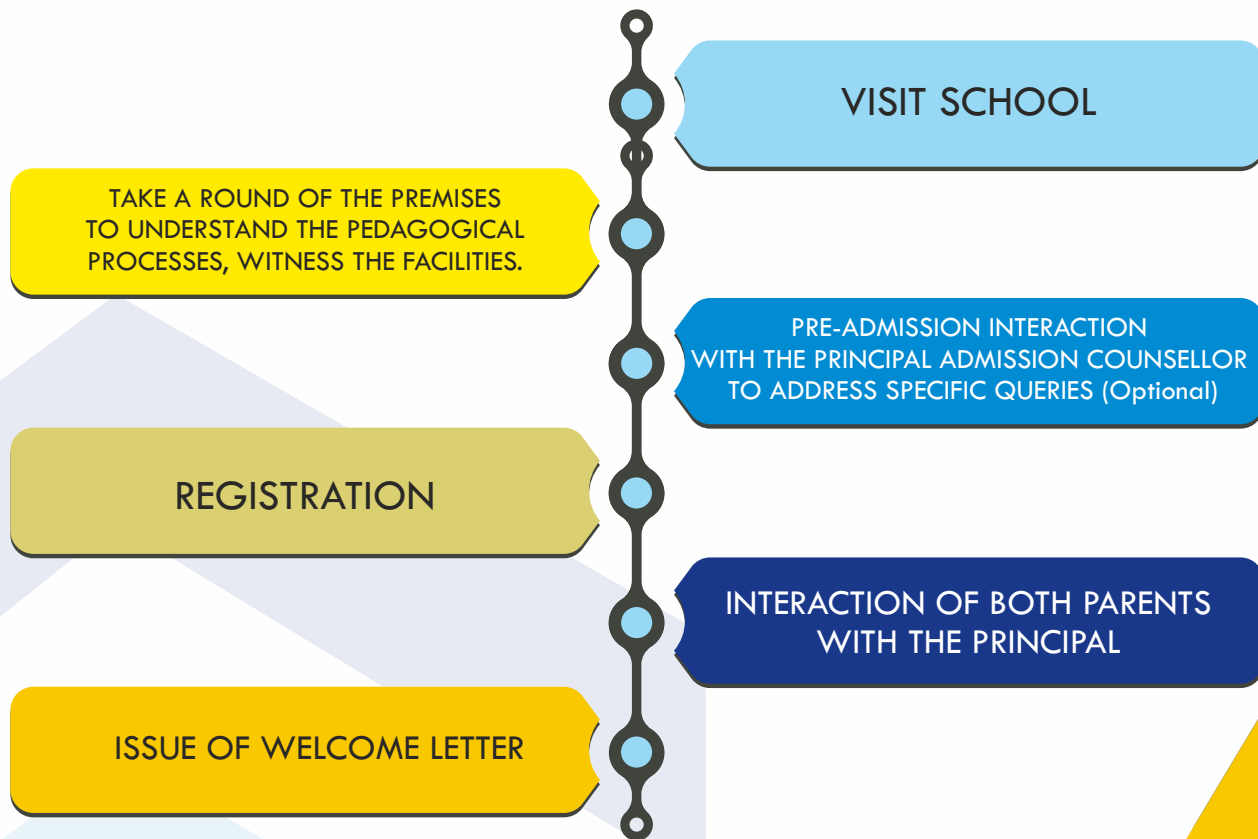 VISIT SCHOOL
TAKE A ROUND OF THE PREMISES
TO UNDERSTAND THE PEDAGOGICAL
PROCESSES, WITNESS THE FACILITIES.
PRE-ADMISSION INTERACTION
WITH THE PRINCIPAL ADMISSION COUNSELLOR
TO ADDRESS SPECIFIC QUERIES (Optional)
REGISTRATION
INTERACTION OF BOTH PARENTS
WITH THE PRINCIPAL
ISSUE OF WELCOME LETTER